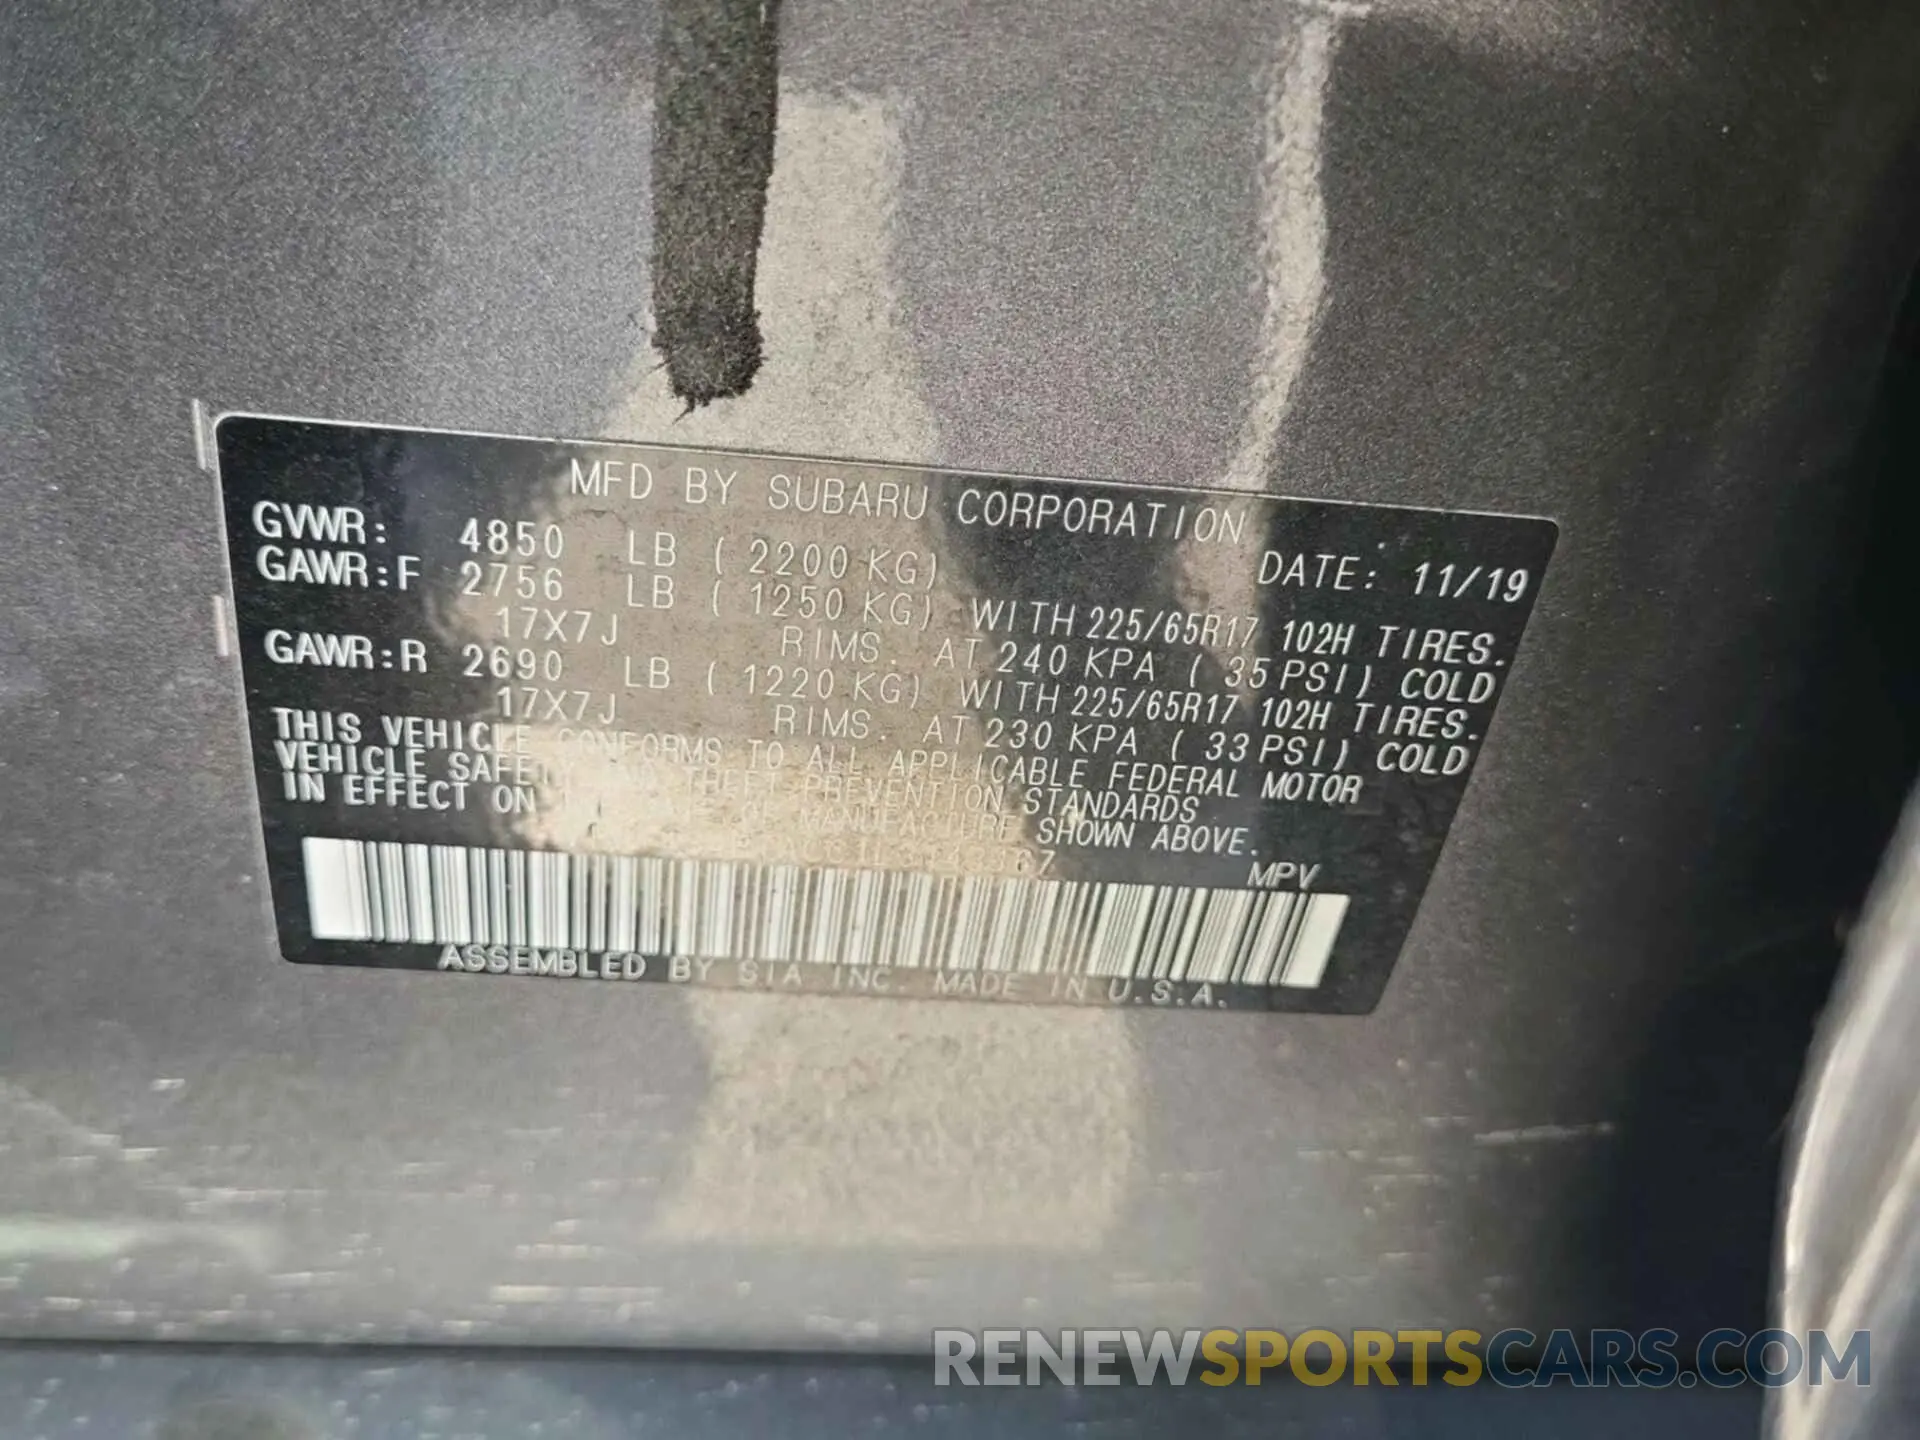 MFD BY SUBARU CORPORATION
GVWR: 4850 LB ( 2200 KG) DATE: 11/19
GAWR:F 2756 LB ( 1250 KG) WITH 225/65R17 102H TIRES.
17X7J RIMS. AT 240 KPA ( 35 PSI) COLD
GAWR:R 2690 LB ( 1220 KG) WITH 225/65R17 102H TIRES.
17X7J RIMS. AT 230 KPA ( 33 PSI) COLD
THIS VEHICLE CONFORMS TO ALL APPLICABLE FEDERAL MOTOR
VEHICLE SAFETY AND THEFT PREVENTION STANDARDS
IN EFFECT ON THE DATE OF MANUFACTURE SHOWN ABOVE.
MPV
ASSEMBLED BY SIA INC. MADE IN U.S.A.
RENEWSPORTSCARS.COM